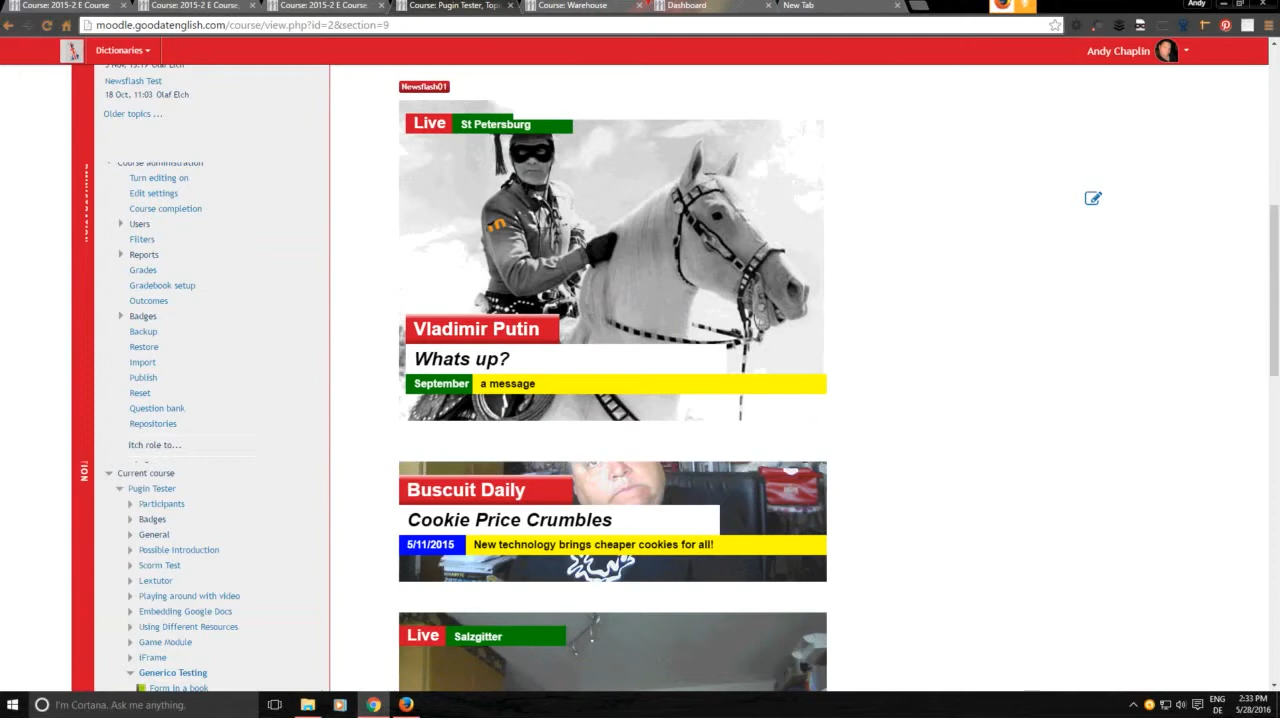 Course: 2015-2 E Course
Course: 2015-2 E Course
Course: 2015-2 E Course
Course: Pugin Tester, Top
Course: Warehouse
Dashboard
New Tab
Andy
moodle.goodatenglish.com/course/view.php?id=2&section=9
Dictionaries
Andy Chaplin
Newsflash Test
18 Oct, 11:03 Olaf Elch
Older topics ...
Course administration
Turn editing on
Edit settings
Course completion
Users
Filters
Reports
Grades
Gradebook setup
Outcomes
Badges
Backup
Restore
Import
Publish
Reset
Question bank
Repositories
itch role to...
Current course
Pugin Tester
Participants
Badges
General
Possible Introduction
Scorm Test
Lextutor
Playing around with video
Embedding Google Docs
Using Different Resources
Game Module
IFrame
Generico Testing
Form in a book
Newsflash01
Live St Petersburg
Vladimir Putin
Whats up?
September a message
Buscuit Daily
Cookie Price Crumbles
5/11/2015 New technology brings cheaper cookies for all!
Live Salzgitter
I'm Cortana. Ask me anything.
ENG
DE
2:33 PM
5/28/2016